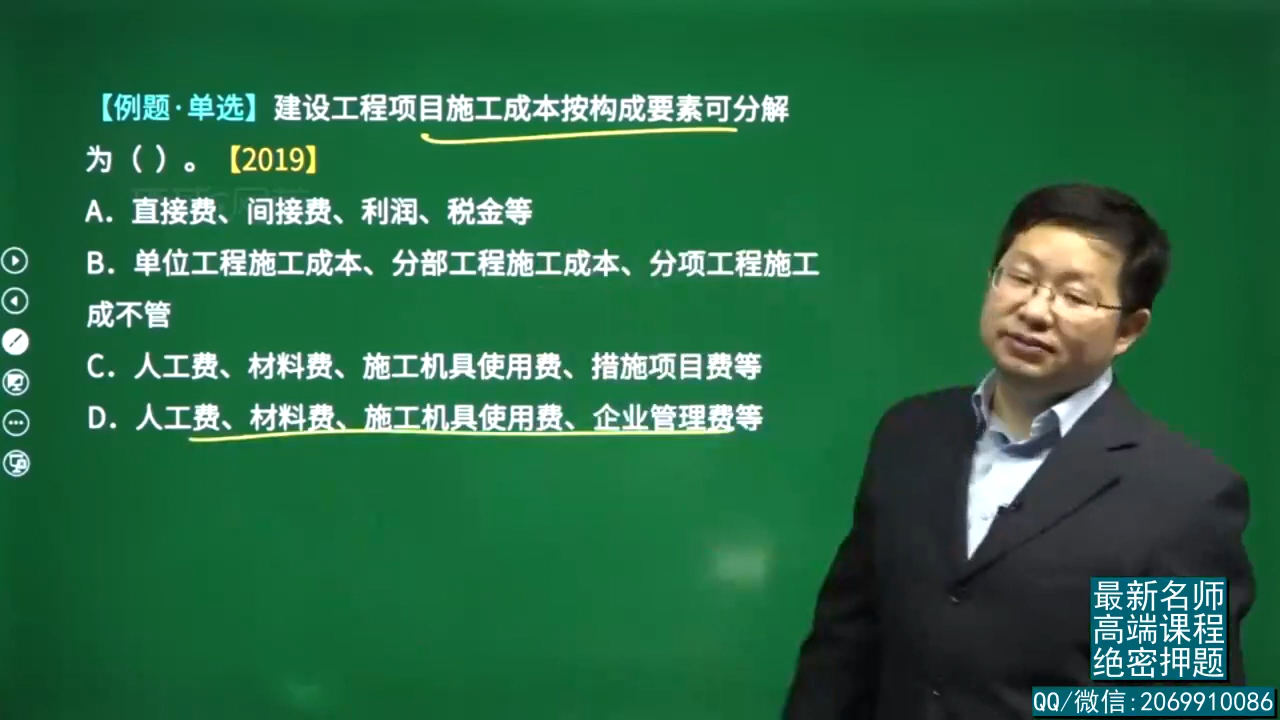 【例题·单选】建设工程项目施工成本按构成要素可分解
为（ ）。【2019】
A．直接费、间接费、利润、税金等
B．单位工程施工成本、分部工程施工成本、分项工程施工
成不管
C．人工费、材料费、施工机具使用费、措施项目费等
D．人工费、材料费、施工机具使用费、企业管理费等
最新名师
高端课程
绝密押题
QQ/微信:2069910086